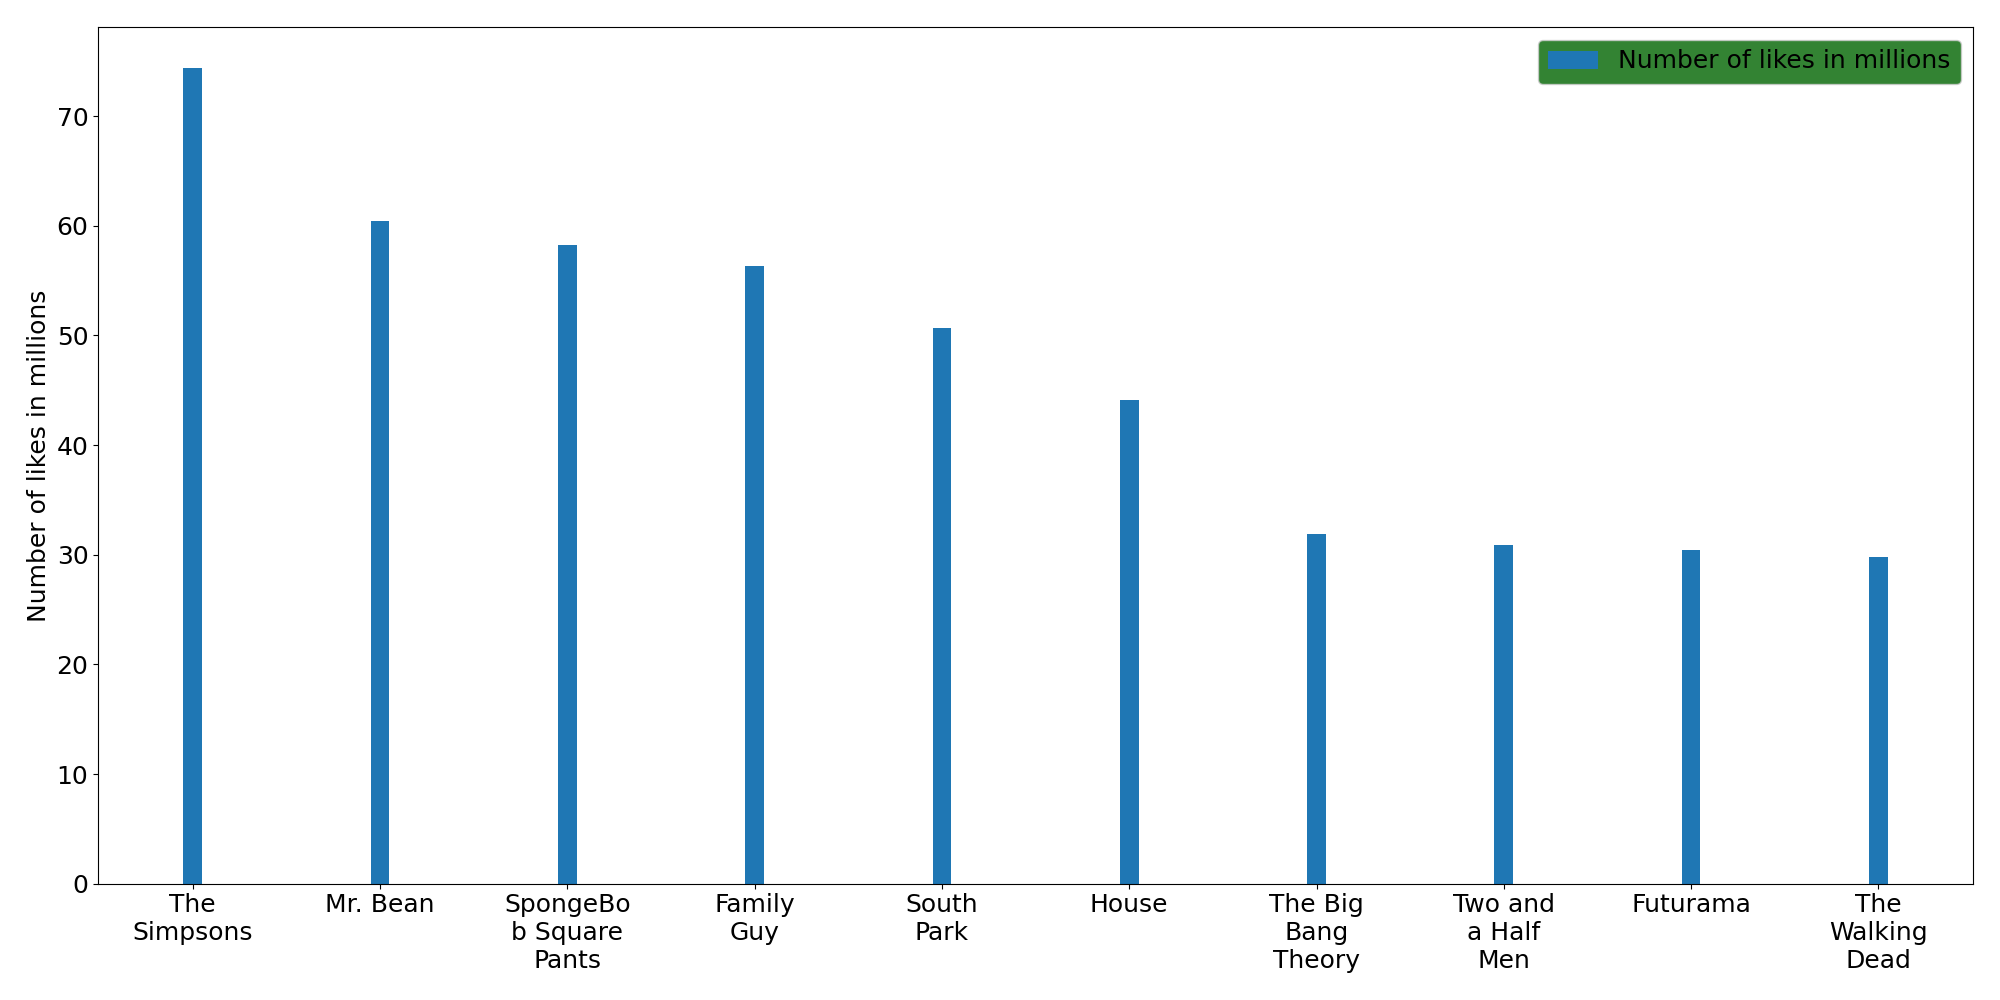 Number of likes in millions
Number of likes in millions
70
60
50
40
30
20
10
0
The
Simpsons
Mr. Bean
SpongeBo
b Square
Pants
Family
Guy
South
Park
House
The Big
Bang
Theory
Two and
a Half
Men
Futurama
The
Walking
Dead